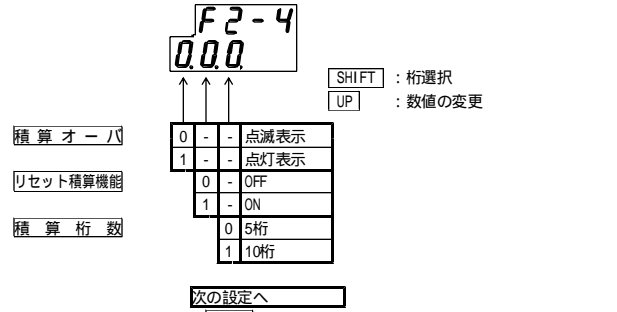 F2-4
0.0.0
SHIFT : 桁選択
UP : 数値の変更
積算オーバ 0 - - 点滅表示
1 - - 点灯表示
リセット積算機能 0 - OFF
1 - ON
積算桁数 0 5桁
1 10桁
次の設定へ